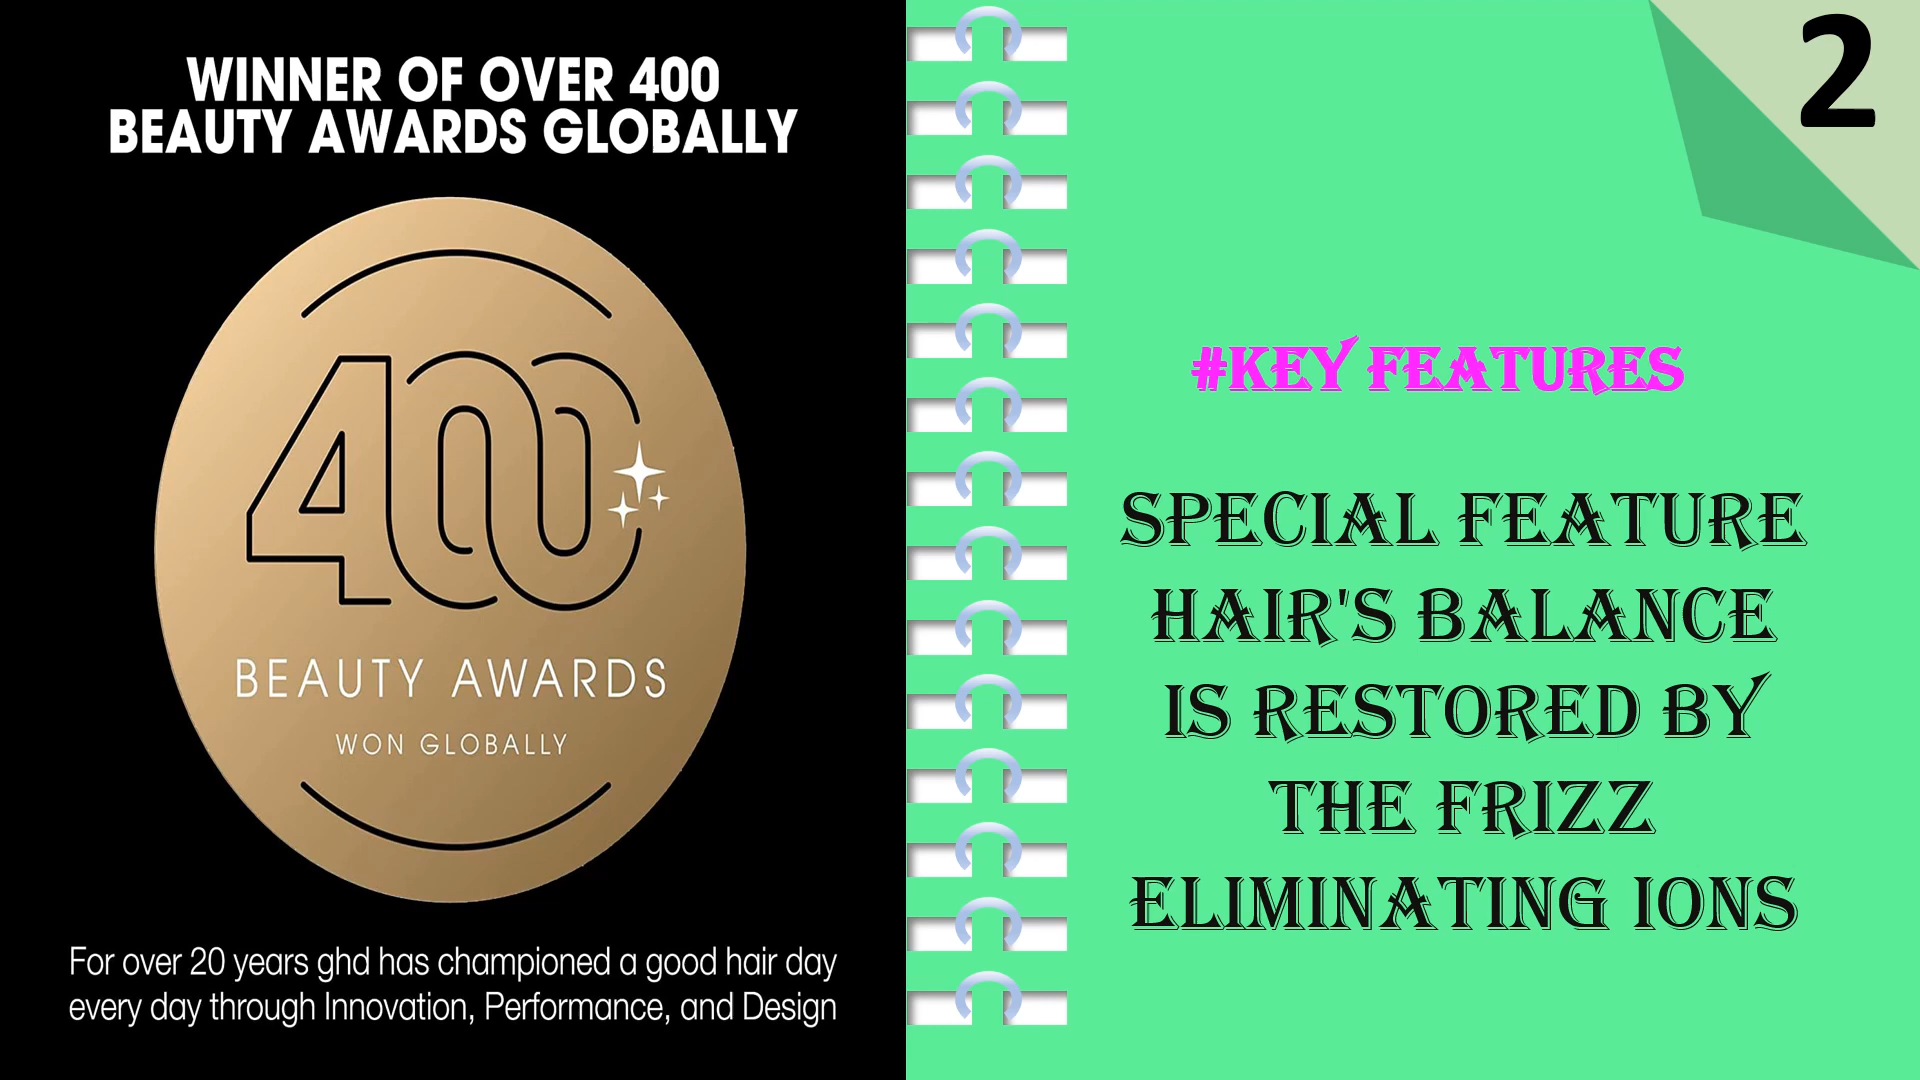 WINNER OF OVER 400
BEAUTY AWARDS GLOBALLY
400
BEAUTY AWARDS
WON GLOBALLY
For over 20 years ghd has championed a good hair day
every day through Innovation, Performance, and Design
2
#KEY FEATURES
SPECIAL FEATURE
HAIR'S BALANCE
IS RESTORED BY
THE FRIZZ
ELIMINATING IONS